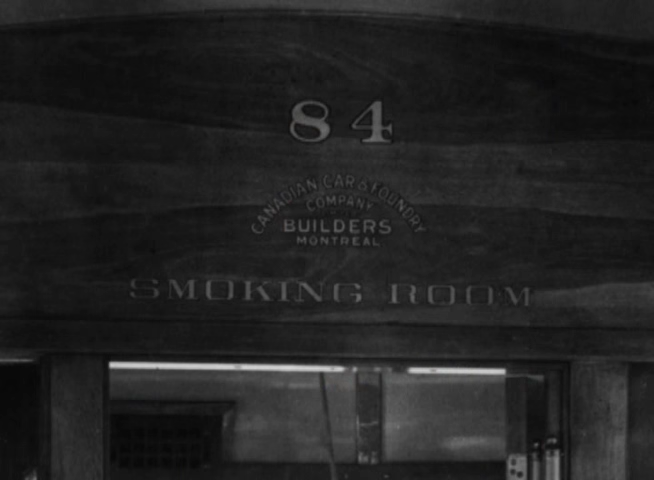 84
CANADIAN CAR & FOUNDRY
COMPANY
BUILDERS
MONTREAL
SMOKING ROOM